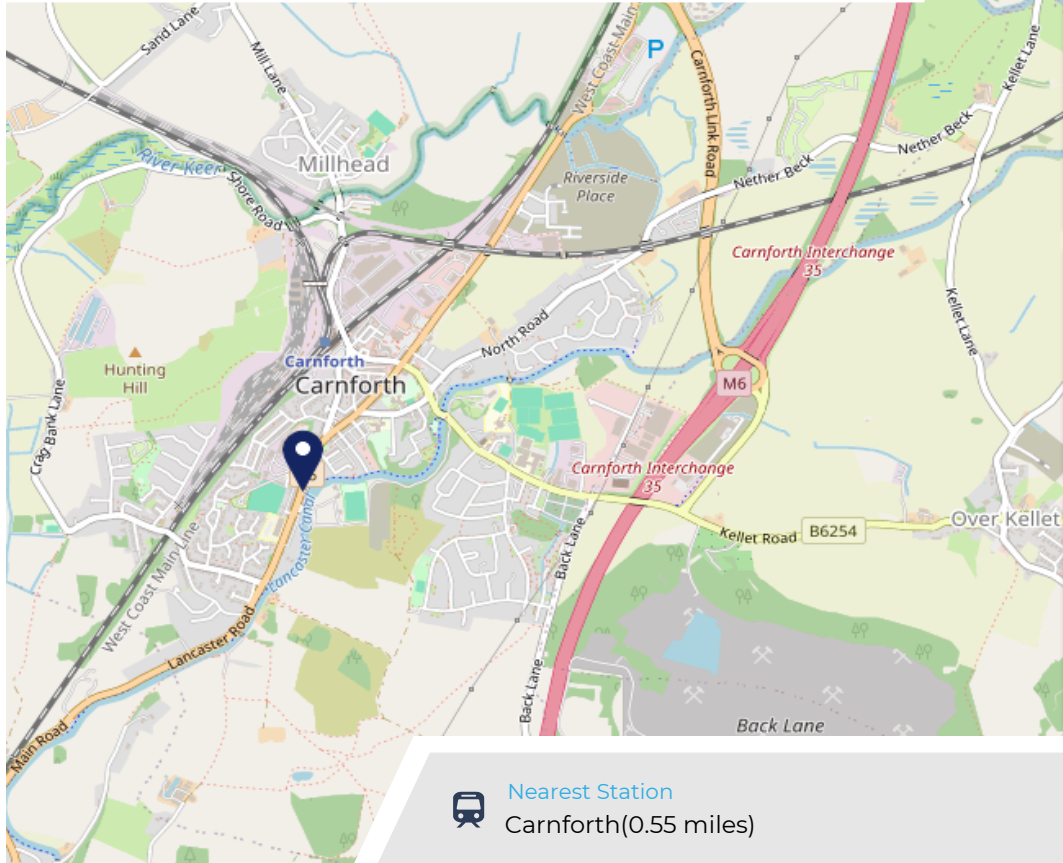 Sand Lane
Mill Lane
West Coast Main
P
Carnforth Link Road
Kellet Lane
Nether Beck
Nether Beck
Millhead
River Keer
Shore Road
Riverside
Place
Carnforth Interchange
35
Kellet Lane
North Road
Carnforth
Carnforth
Hunting
Hill
M6
Crag Bank Lane
Carnforth Interchange
35
Back Lane
Kellet Road
B6254
Over Kellet
Lancaster Canal
West Coast Main Line
Lancaster Road
Back Lane
Back Lane
Main Road
Nearest Station
Carnforth(0.55 miles)